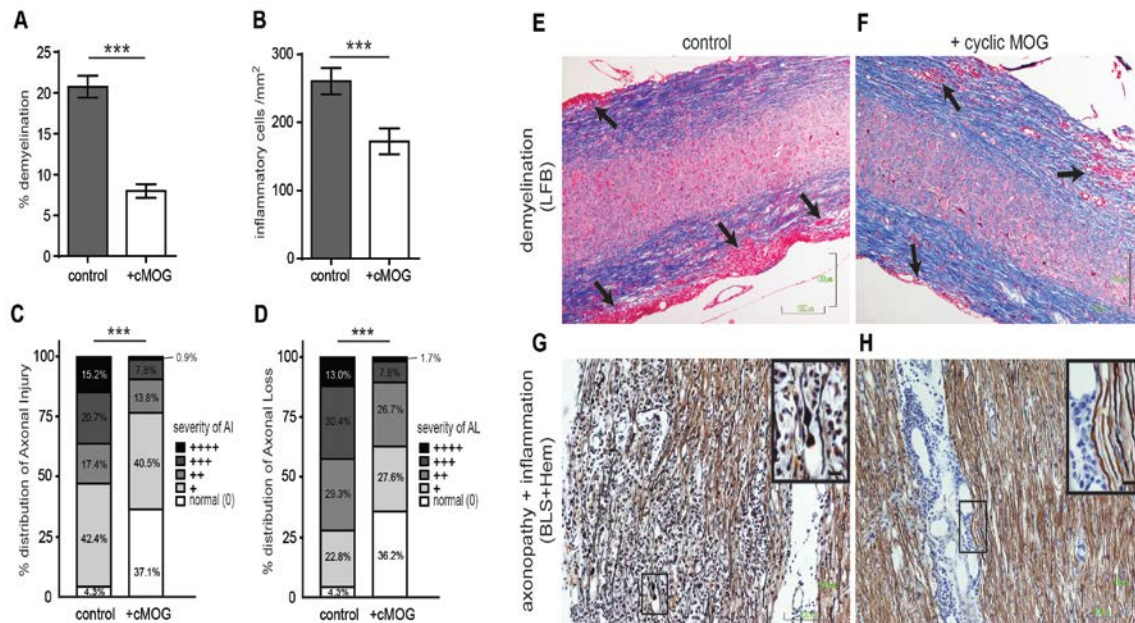 A
***
% demyelination
25
20
15
10
5
0
control
+cMOG
B
***
inflammatory cells /mm²
300
200
100
0
control
+cMOG
C
***
% distribution of Axonal Injury
100
75
50
25
0
15.2%
20.7%
17.4%
42.4%
4.3%
0.9%
7.8%
13.8%
40.5%
37.1%
control
+cMOG
severity of AI
++++
+++
++
+
normal (0)
D
***
% distribution of Axonal Loss
100
75
50
25
0
13.0%
30.4%
29.3%
22.8%
4.3%
1.7%
7.8%
26.7%
27.6%
36.2%
control
+cMOG
severity of AL
++++
+++
++
+
normal (0)
control
+ cyclic MOG
demyelination
(LFB)
E
F
axonopathy + inflammation
(BLS+Hem)
G
H